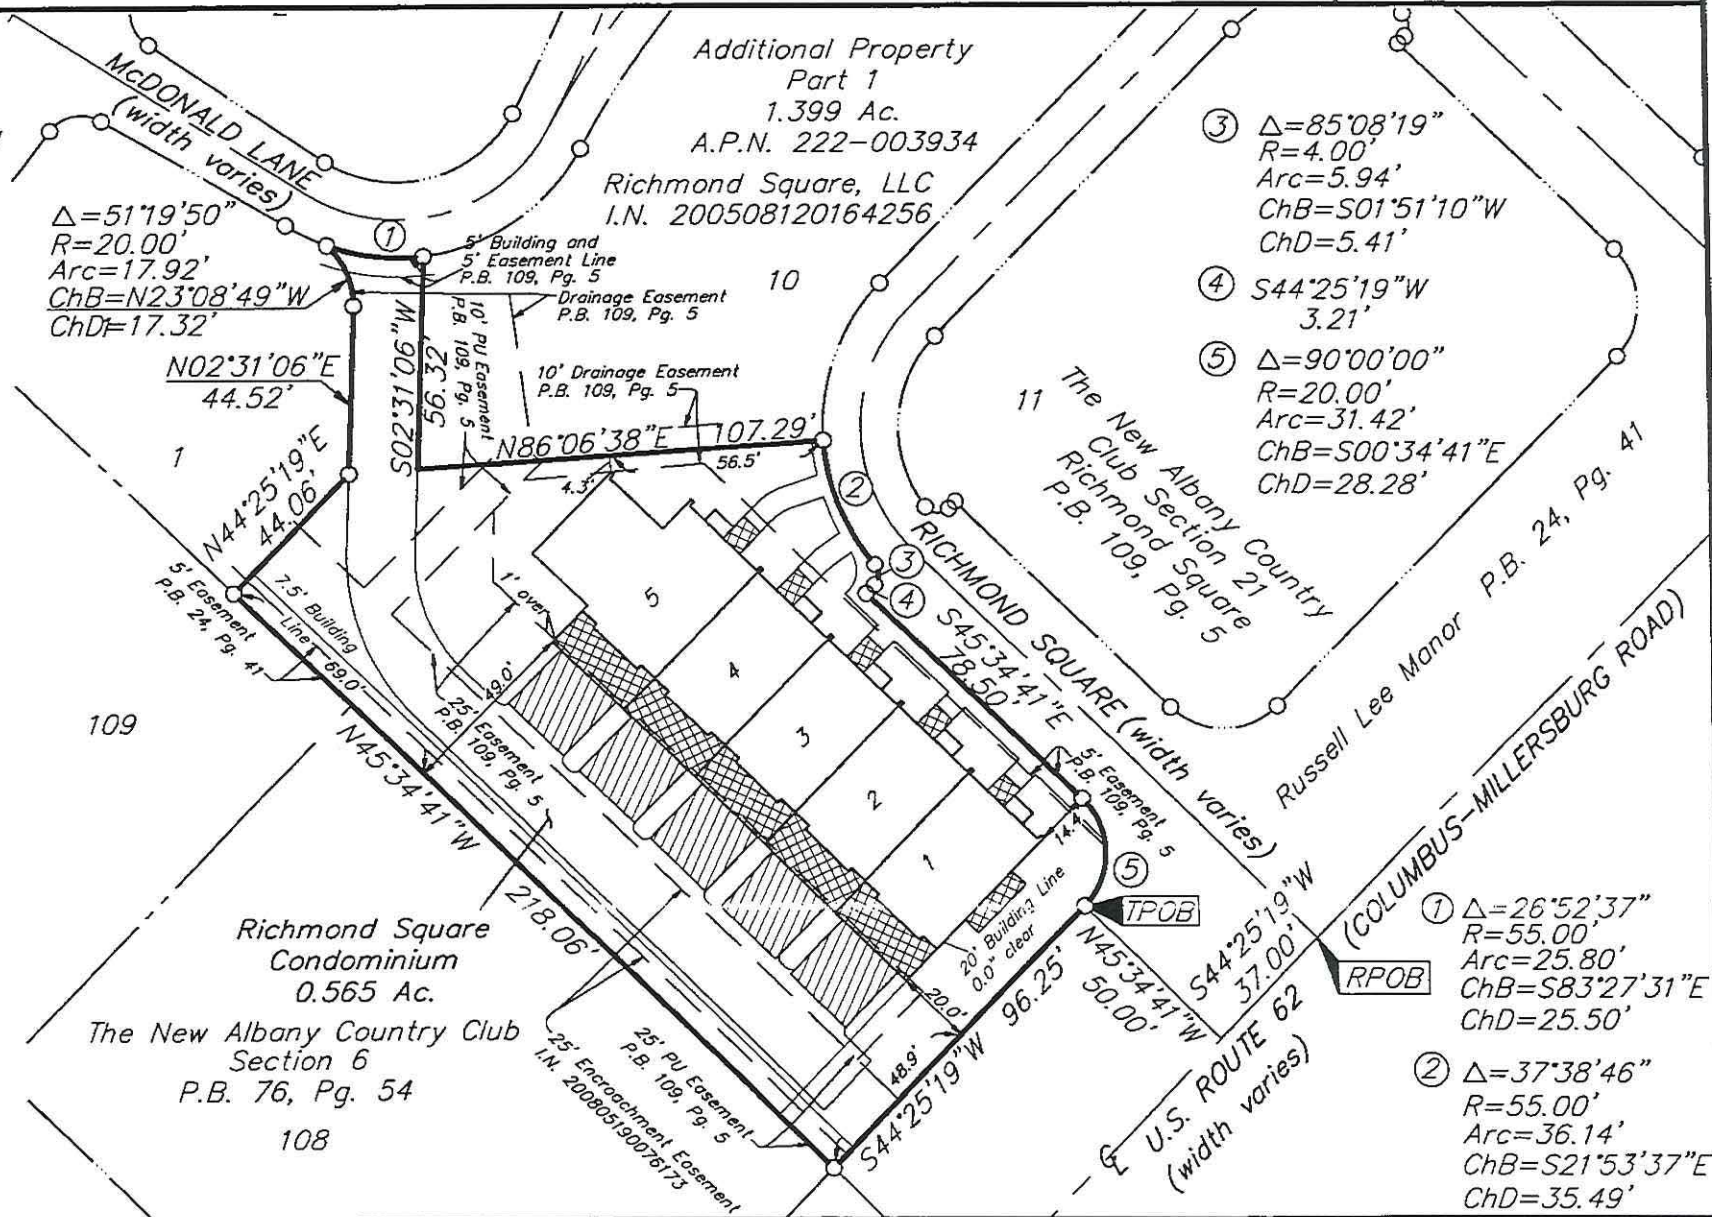 McDONALD LANE
(width varies)
Additional Property
Part 1
1.399 Ac.
A.P.N. 222-003934
Richmond Square, LLC
I.N. 200508120164256
10
③ Δ=85°08'19"
R=4.00'
Arc=5.94'
ChB=S01°51'10"W
ChD=5.41'
④ S44°25'19"W
3.21'
⑤ Δ=90°00'00"
R=20.00'
Arc=31.42'
ChB=S00°34'41"E
ChD=28.28'
Δ=51°19'50"
R=20.00'
Arc=17.92'
ChB=N23°08'49"W
ChD=17.32'
①
5' Building and
5' Easement Line
P.B. 109, Pg. 5
Drainage Easement
P.B. 109, Pg. 5
10' PU Easement
P.B. 109, Pg. 5
10' Drainage Easement
P.B. 109, Pg. 5
N02°31'06"E
44.52'
S02°31'06"W
56.32'
N86°06'38"E 107.29'
56.5'
4.3'
1
N44°25'19"E
44.06'
5' Easement
P.B. 24, Pg. 41
7.5' Building
Line
69.0'
1' over
49.0'
25' Easement
P.B. 109, Pg. 5
②
③
④
5
4
3
2
1
11
The New Albany Country
Club Section 21
Richmond Square
P.B. 109, Pg. 5
Russell Lee Manor P.B. 24, Pg. 41
RICHMOND SQUARE (width varies)
S45°34'41"E
78.50'
5' Easement
P.B. 109, Pg. 5
14.4'
⑤
TPOB
20' Building Line
0.0" clear
20.0'
N45°34'41"W
50.00'
S44°25'19"W
37.00'
RPOB
U.S. ROUTE 62
(COLUMBUS-MILLERSBURG ROAD)
(width varies)
109
N45°34'41"W 218.06'
Richmond Square
Condominium
0.565 Ac.
The New Albany Country Club
Section 6
P.B. 76, Pg. 54
108
25' Encroachment Easement
I.N. 200805190076173
25' PU Easement
P.B. 109, Pg. 5
48.9'
S44°25'19"W 96.25'
① Δ=26°52'37"
R=55.00'
Arc=25.80'
ChB=S83°27'31"E
ChD=25.50'
② Δ=37°38'46"
R=55.00'
Arc=36.14'
ChB=S21°53'37"E
ChD=35.49'